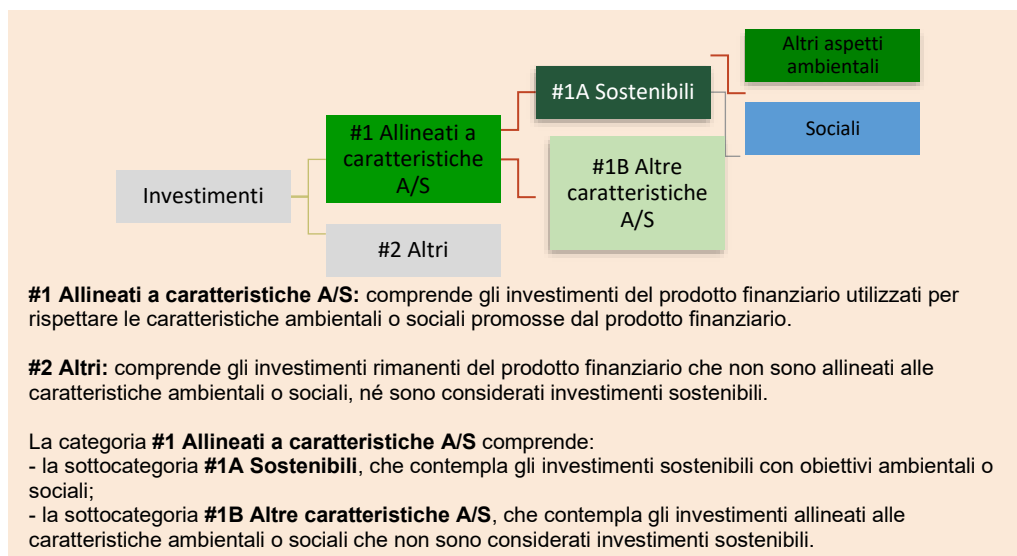 Altri aspetti
ambientali
#1A Sostenibili
Sociali
#1 Allineati a
caratteristiche
A/S
#1B Altre
caratteristiche
A/S
Investimenti
#2 Altri
#1 Allineati a caratteristiche A/S: comprende gli investimenti del prodotto finanziario utilizzati per
rispettare le caratteristiche ambientali o sociali promosse dal prodotto finanziario.
#2 Altri: comprende gli investimenti rimanenti del prodotto finanziario che non sono allineati alle
caratteristiche ambientali o sociali, né sono considerati investimenti sostenibili.
La categoria #1 Allineati a caratteristiche A/S comprende:
- la sottocategoria #1A Sostenibili, che contempla gli investimenti sostenibili con obiettivi ambientali o
sociali;
- la sottocategoria #1B Altre caratteristiche A/S, che contempla gli investimenti allineati alle
caratteristiche ambientali o sociali che non sono considerati investimenti sostenibili.